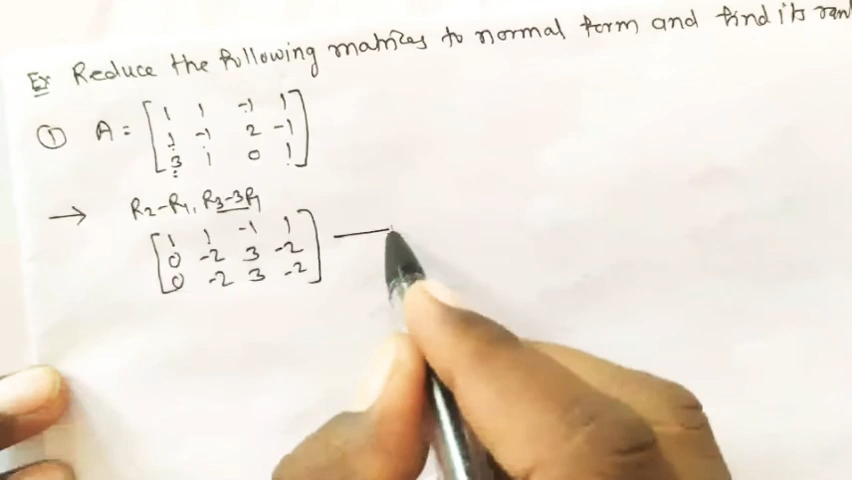 Ex Reduce the following matrices to normal form and find its ran
① A = [ 1 1 -1 1
1 -1 2 -1
3 1 0 1 ]
→ R2-R1, R3-3R1
[ 1 1 -1 1
0 -2 3 -2
0 -2 3 -2 ]